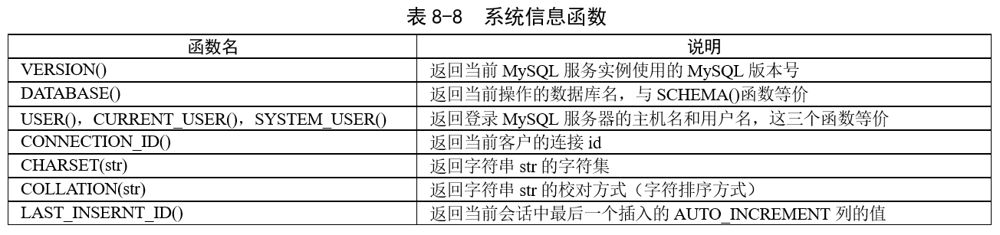 表 8-8 系统信息函数
函数名 说明
VERSION() 返回当前 MySQL 服务实例使用的 MySQL 版本号
DATABASE() 返回当前操作的数据库名，与 SCHEMA()函数等价
USER()，CURRENT_USER()，SYSTEM_USER() 返回登录 MySQL 服务器的主机名和用户名，这三个函数等价
CONNECTION_ID() 返回当前客户的连接 id
CHARSET(str) 返回字符串 str 的字符集
COLLATION(str) 返回字符串 str 的校对方式（字符排序方式）
LAST_INSERNT_ID() 返回当前会话中最后一个插入的 AUTO_INCREMENT 列的值